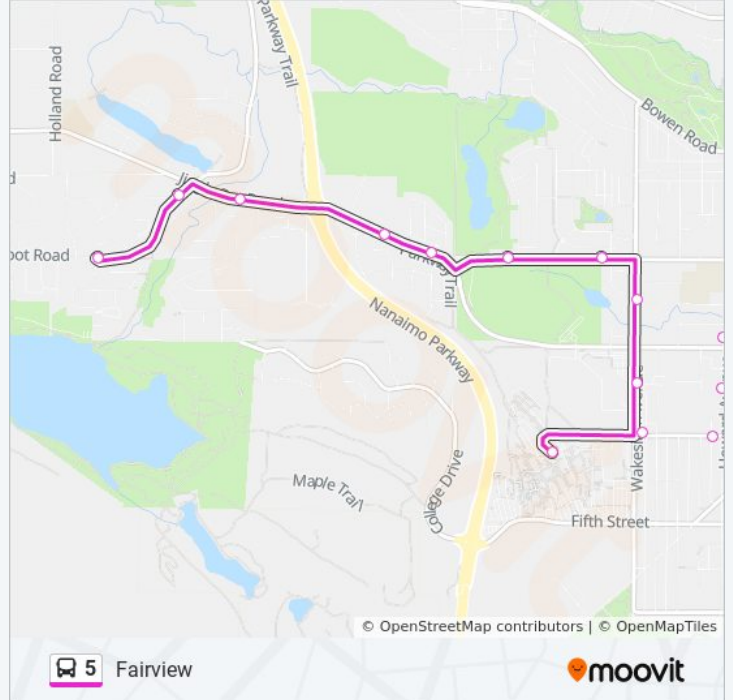 Parkway Trail
Holland Road
Bowen Road
Parkway Trail
Nanaimo Parkway
College Drive
Maple Trail
Fifth Street
© OpenStreetMap contributors | © OpenMapTiles
5 Fairview
moovit